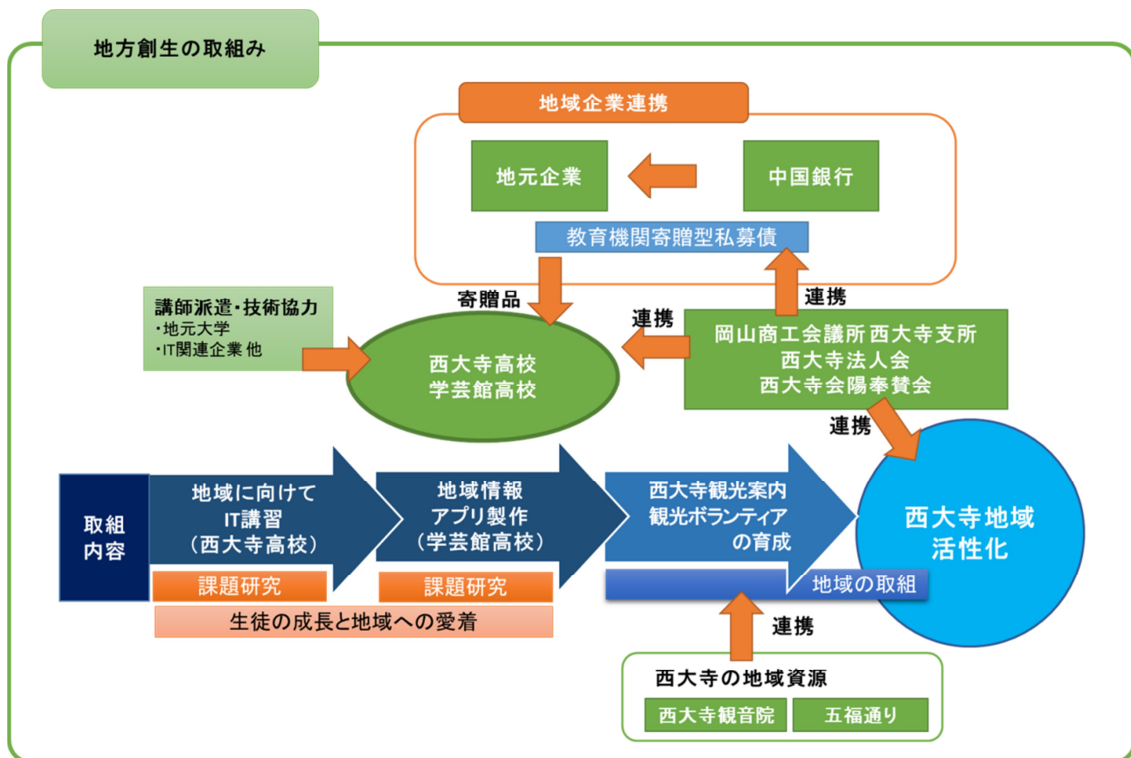 地方創生の取組み
地域企業連携
地元企業
中国銀行
教育機関寄贈型私募債
寄贈品
連携
講師派遣・技術協力
・地元大学
・IT関連企業 他
連携
岡山商工会議所 西大寺支所
西大寺法人会
西大寺会陽奉賛会
西大寺高校
学芸館高校
連携
取組
内容
地域に向けて
IT講習
（西大寺高校）
地域情報
アプリ製作
（学芸館高校）
西大寺観光案内
観光ボランティア
の育成
西大寺地域
活性化
課題研究
課題研究
地域の取組
生徒の成長と地域への愛着
連携
西大寺の地域資源
西大寺観音院
五福通り